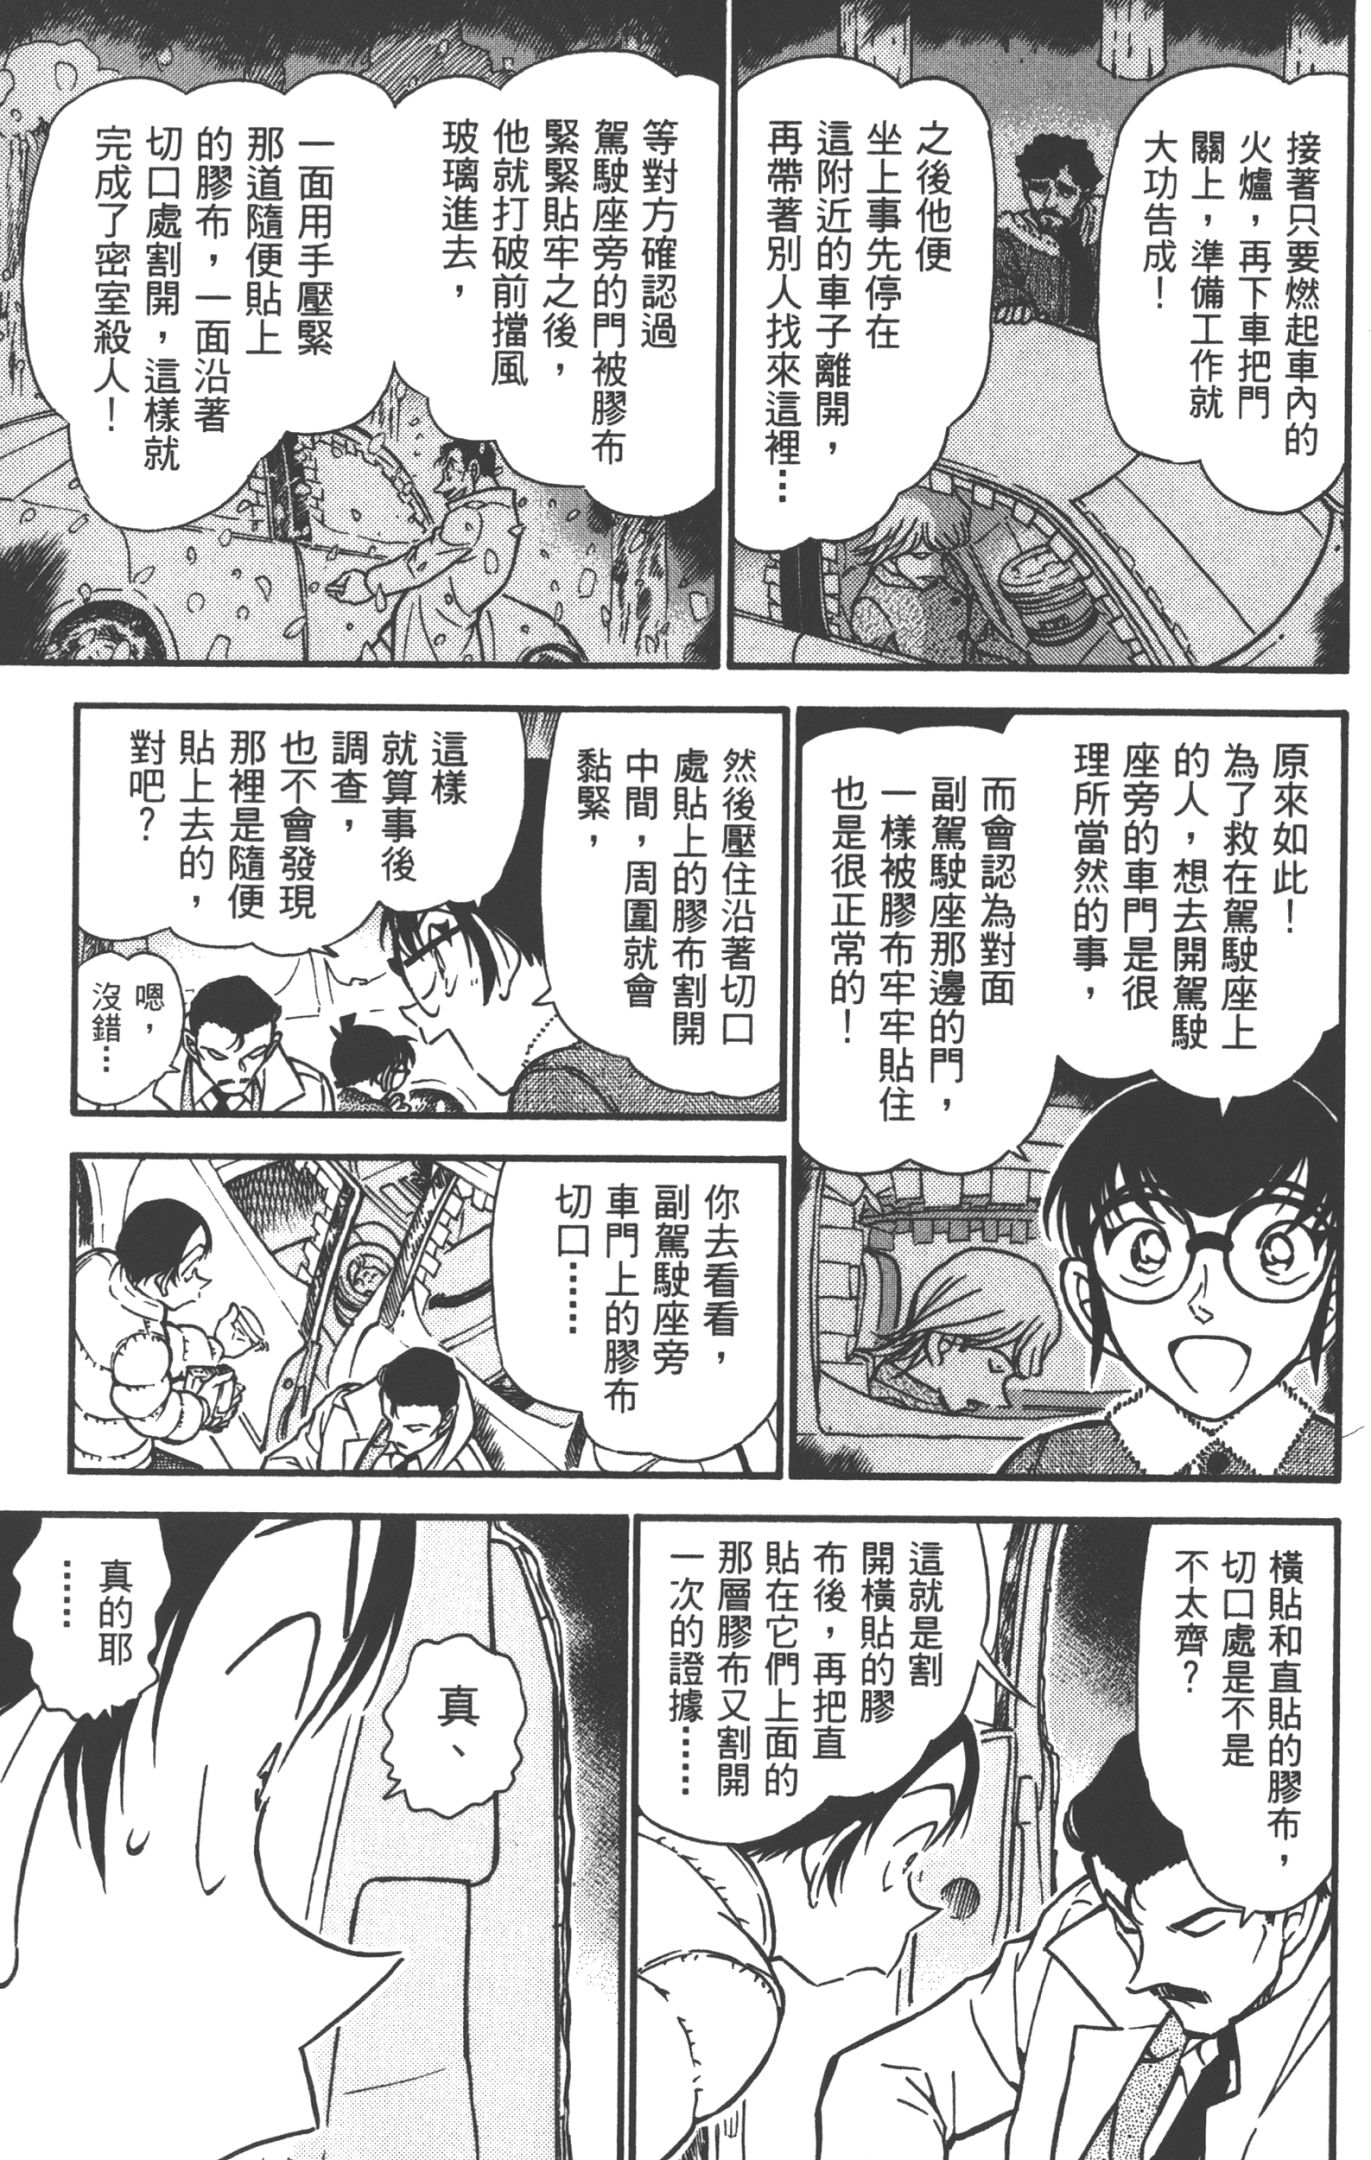 接著只要燃起車內的
火爐，再下車把門
關上，準備工作就
大功告成！
之後他便
坐上事先停在
這附近的車子離開，
再帶著別人找來這裡…
等對方確認過
駕駛座旁的門被膠布
緊緊貼牢之後，
他就打破前擋風
玻璃進去，
一面用手壓緊
那道隨便貼上
的膠布，一面沿著
切口處割開，這樣就
完成了密室殺人！
原來如此！
為了救在駕駛座上
的人，想去開駕駛
座旁的車門是很
理所當然的事，
而會認為對面
副駕駛座那邊的門，
一樣被膠布牢牢貼住
也是很正常的！
然後壓住沿著切口
處貼上的膠布割開
中間，周圍就會
黏緊，
這樣
就算事後
調查，
也不會發現
那裡是隨便
貼上去的，
對吧？
嗯，
沒錯…
你去看看，
副駕駛座旁
車門上的膠布
切口……
橫貼和直貼的膠布，
切口處是不是
不太齊？
這就是割
開橫貼的膠
布後，再把直
貼在它們上面的
那層膠布又割開
一次的證據……
真、
真的耶
……